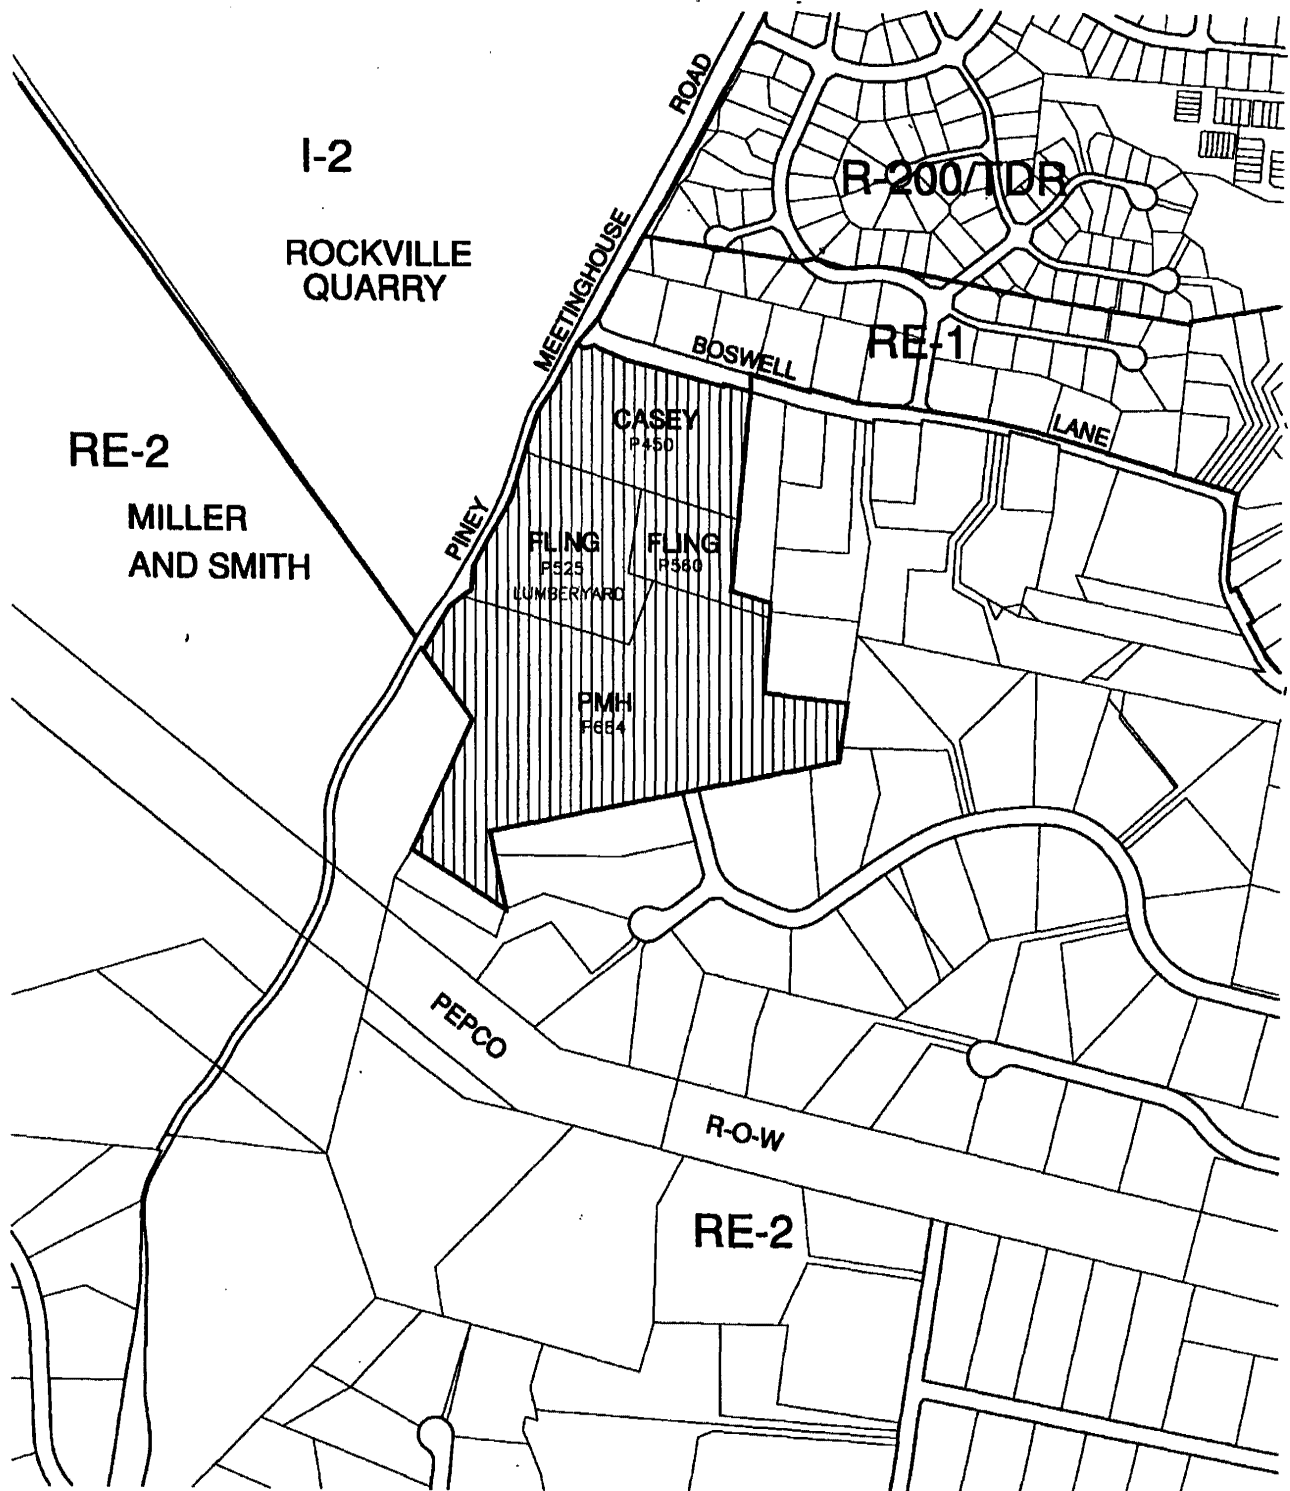 ROAD
I-2
R-200/TDR
ROCKVILLE
QUARRY
MEETINGHOUSE
RE-1
BOSWELL
LANE
CASEY
P450
RE-2
MILLER
AND SMITH
PINEY
FLING
P525
LUMBERYARD
FLING
P560
PMH
P684
PEPCO
R-O-W
RE-2